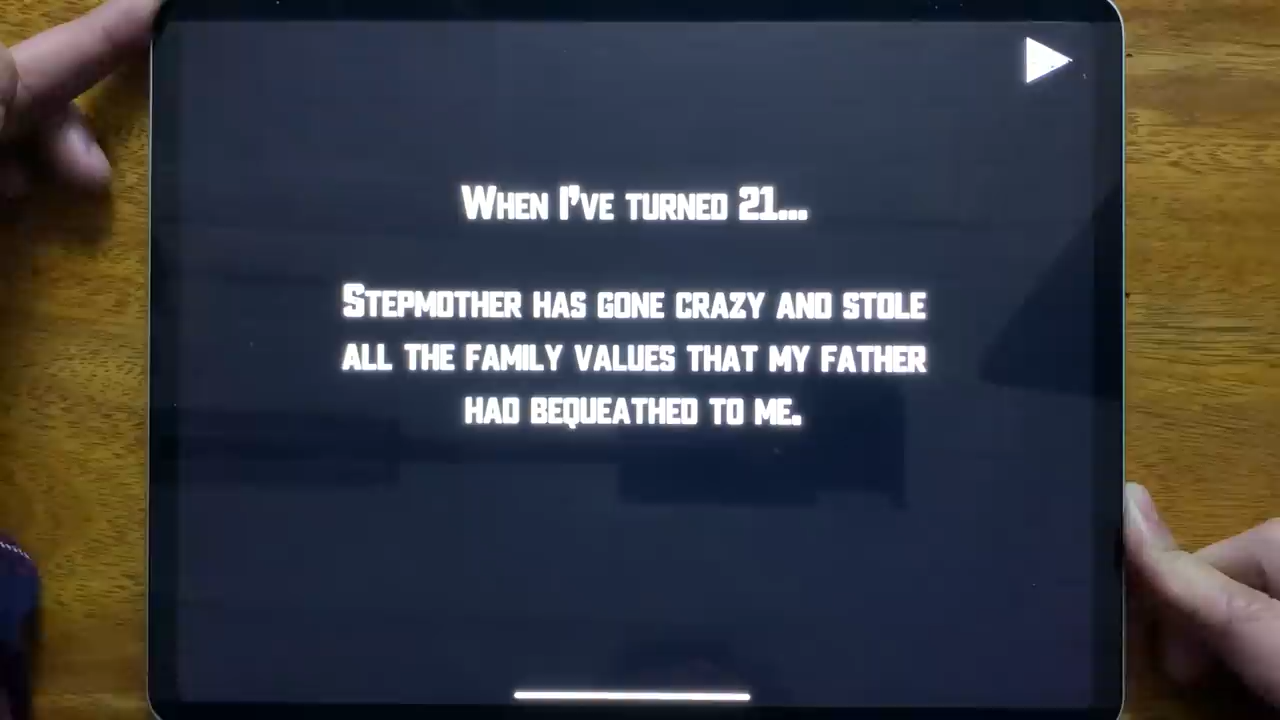 When I've turned 21...
Stepmother has gone crazy and stole
all the family values that my father
had bequeathed to me.